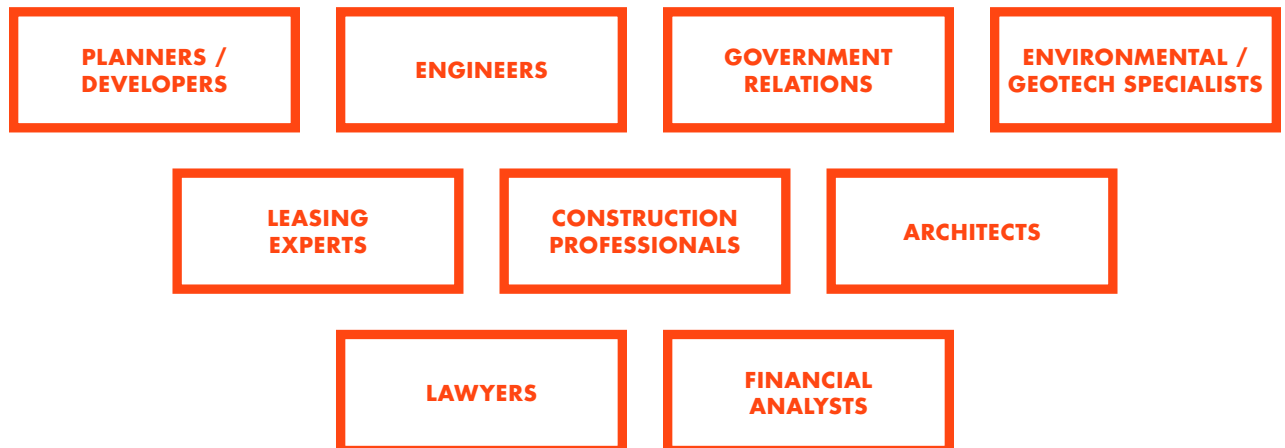 PLANNERS /
DEVELOPERS
ENGINEERS
GOVERNMENT
RELATIONS
ENVIRONMENTAL /
GEOTECH SPECIALISTS
LEASING
EXPERTS
CONSTRUCTION
PROFESSIONALS
ARCHITECTS
LAWYERS
FINANCIAL
ANALYSTS